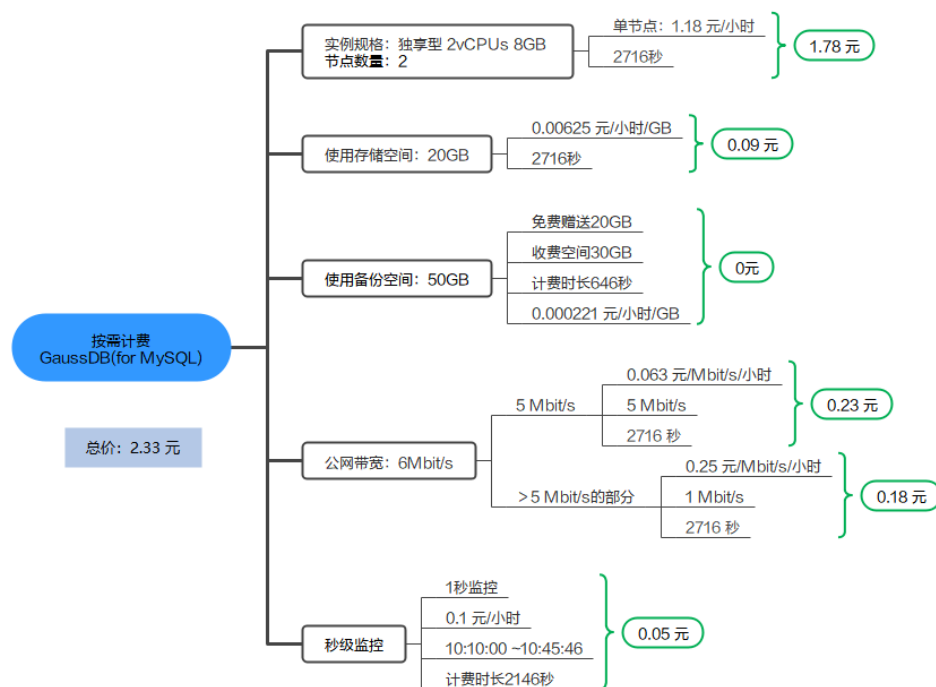 按需计费
GaussDB(for MySQL)
总价：2.33 元
实例规格：独享型 2vCPUs 8GB
节点数量：2
单节点：1.18 元/小时
2716秒
1.78 元
使用存储空间：20GB
0.00625 元/小时/GB
2716秒
0.09 元
使用备份空间：50GB
免费赠送20GB
收费空间30GB
计费时长646秒
0.000221 元/小时/GB
0元
公网带宽：6Mbit/s
5 Mbit/s
0.063 元/Mbit/s/小时
5 Mbit/s
2716 秒
0.23 元
＞5 Mbit/s的部分
0.25 元/Mbit/s/小时
1 Mbit/s
2716 秒
0.18 元
秒级监控
1秒监控
0.1 元/小时
10:10:00 ~10:45:46
计费时长2146秒
0.05 元